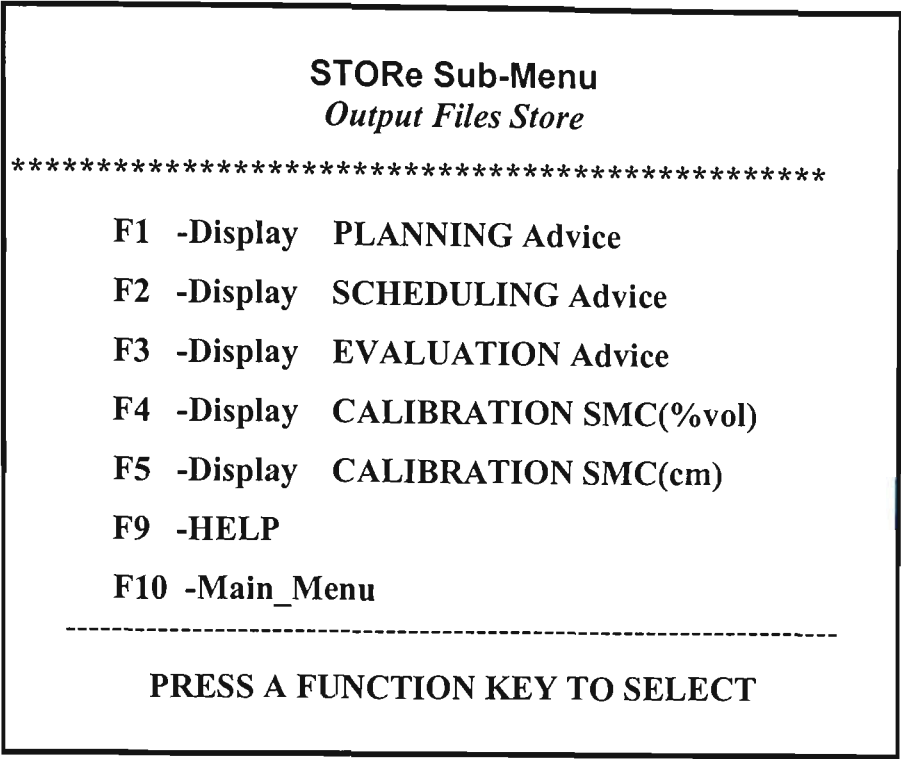 STORe Sub-Menu
Output Files Store
***********************************************
F1 -Display PLANNING Advice
F2 -Display SCHEDULING Advice
F3 -Display EVALUATION Advice
F4 -Display CALIBRATION SMC(%vol)
F5 -Display CALIBRATION SMC(cm)
F9 -HELP
F10 -Main_Menu
------------------------------------------------------------------
PRESS A FUNCTION KEY TO SELECT